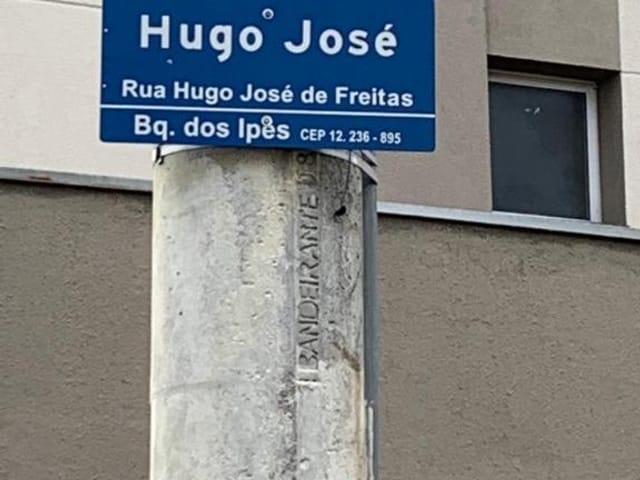 Hugo José
Rua Hugo José de Freitas
Bq. dos Ipês CEP 12. 236 - 895
BANDEIRANTE